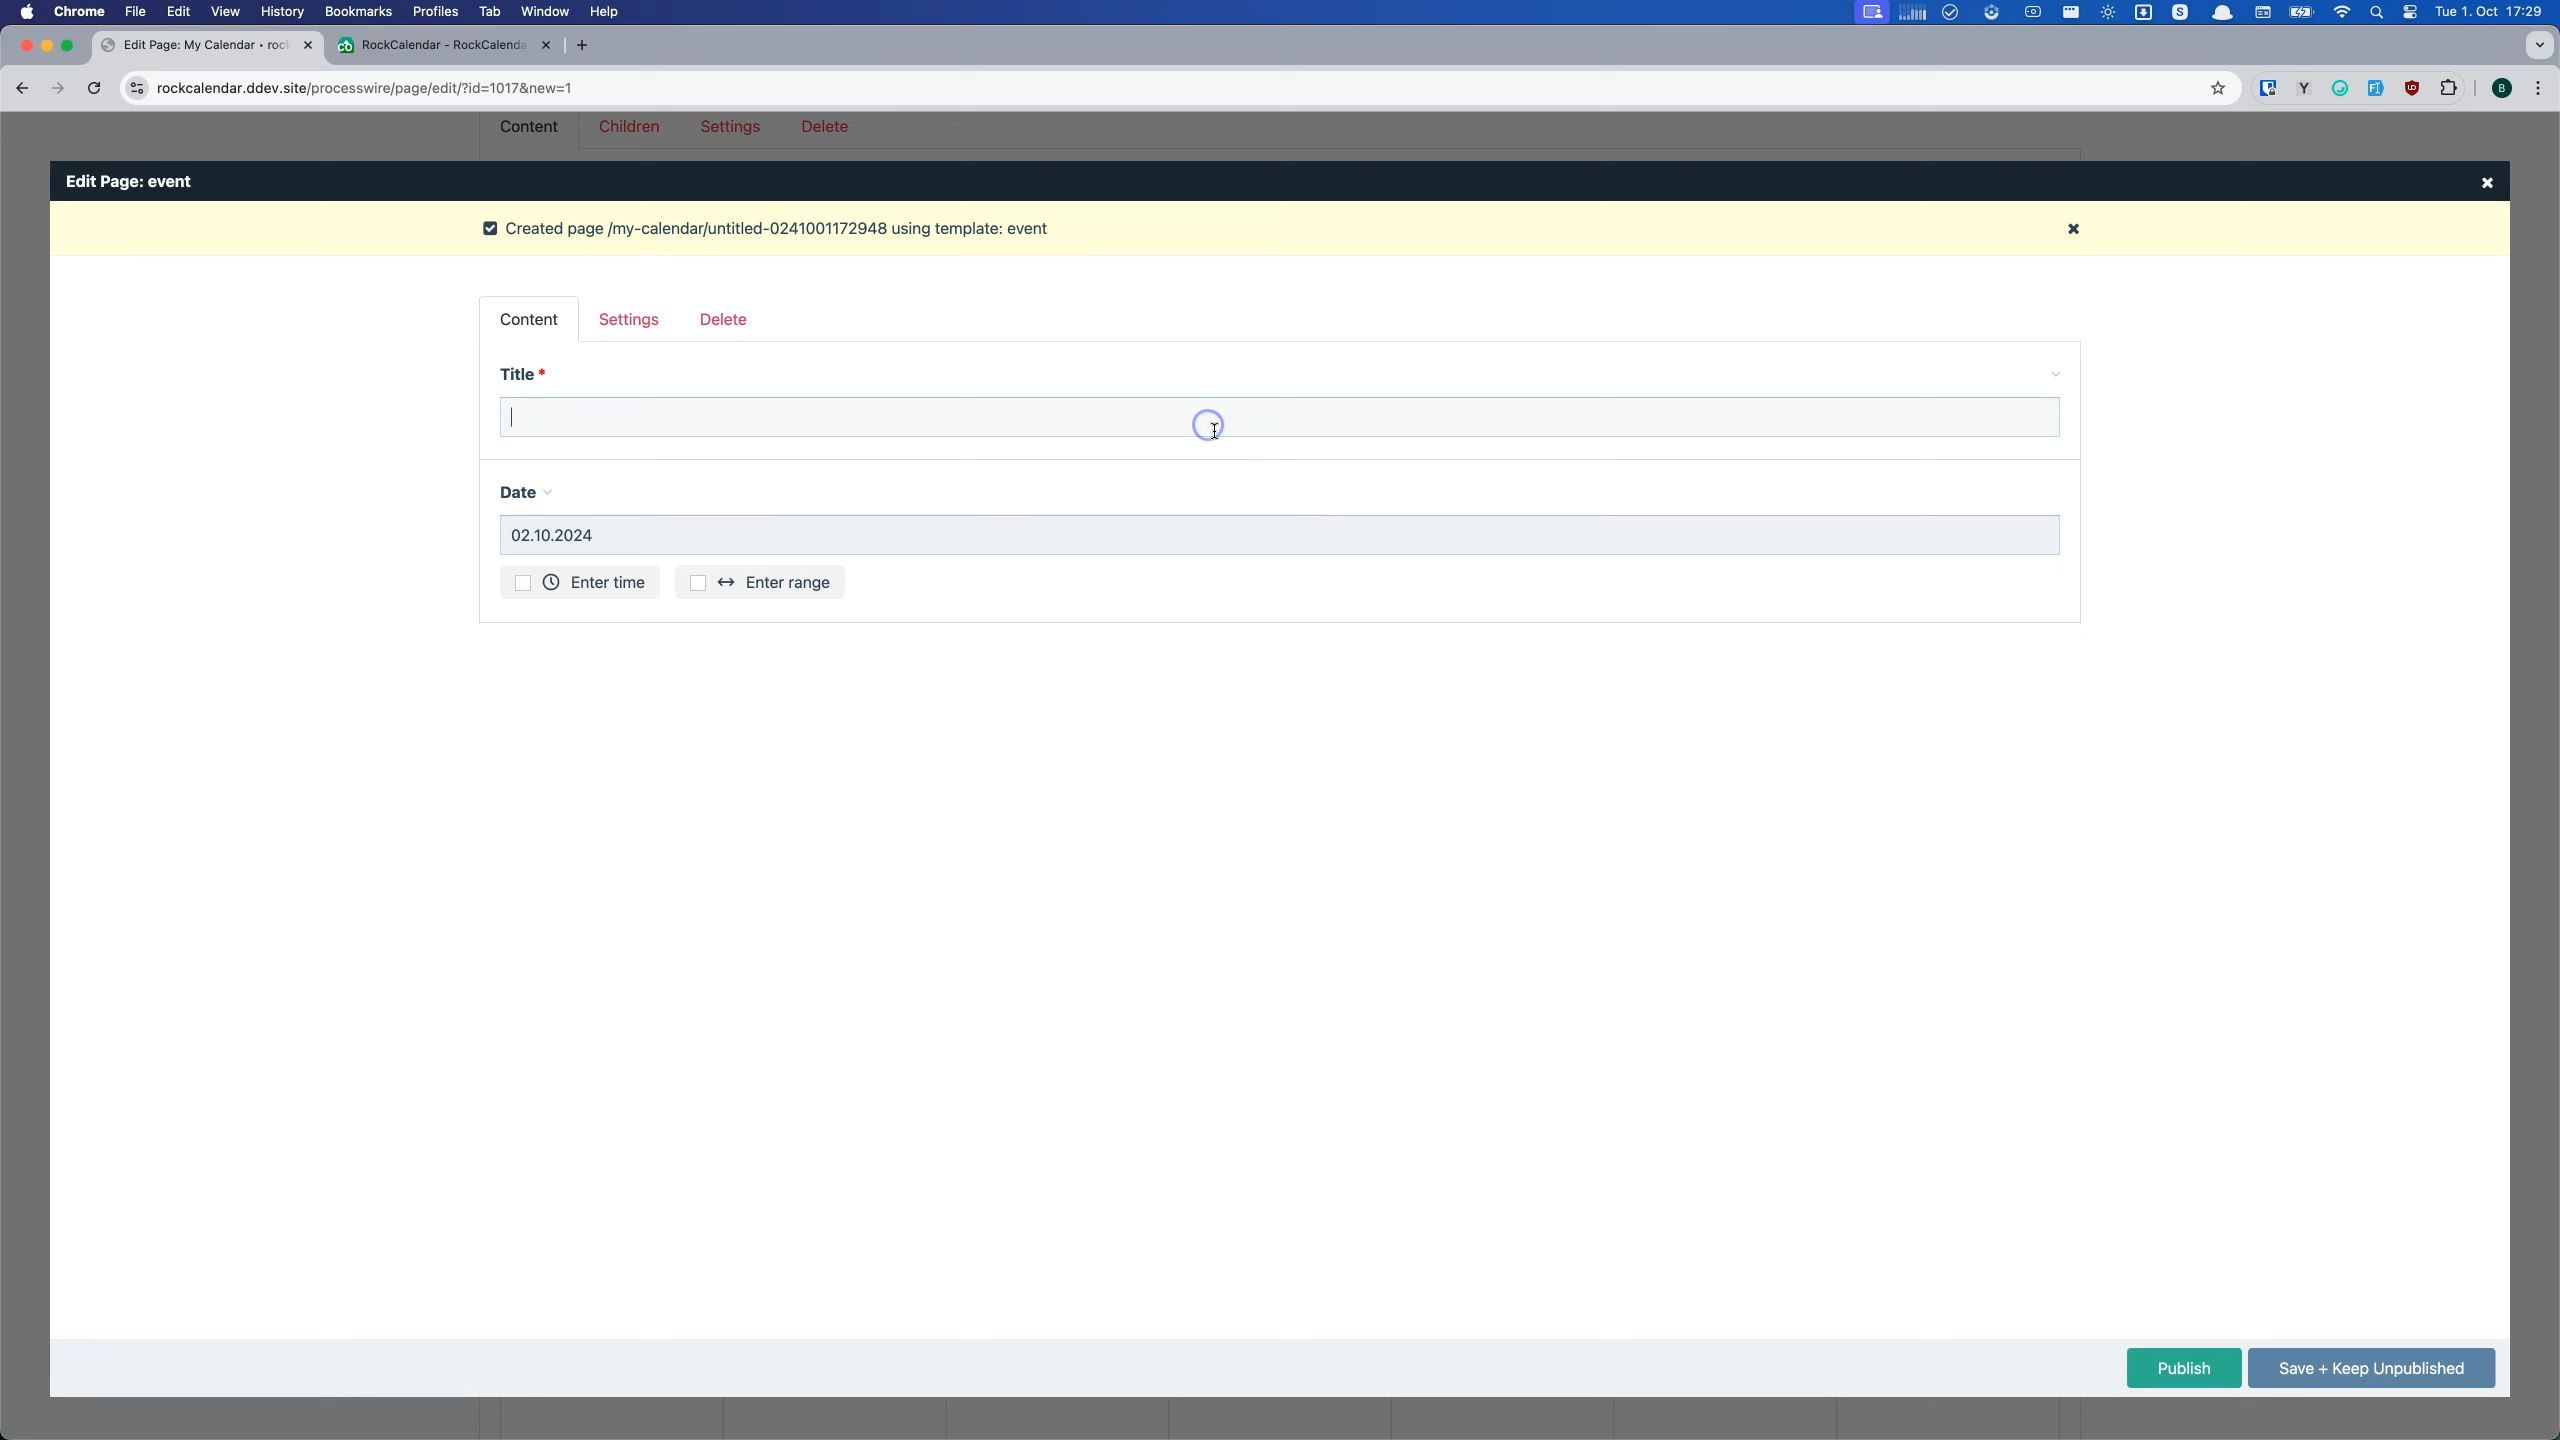 Chrome File Edit View History Bookmarks Profiles Tab Window Help S Tue 1. Oct 17:29
Edit Page: My Calendar • rock RockCalendar - RockCalenda
rockcalendar.ddev.site/processwire/page/edit/?id=1017&new=1 Y B
Content Children Settings Delete
Edit Page: event
Created page /my-calendar/untitled-0241001172948 using template: event
Content Settings Delete
Title *
Date
02.10.2024
Enter time Enter range
Publish Save + Keep Unpublished